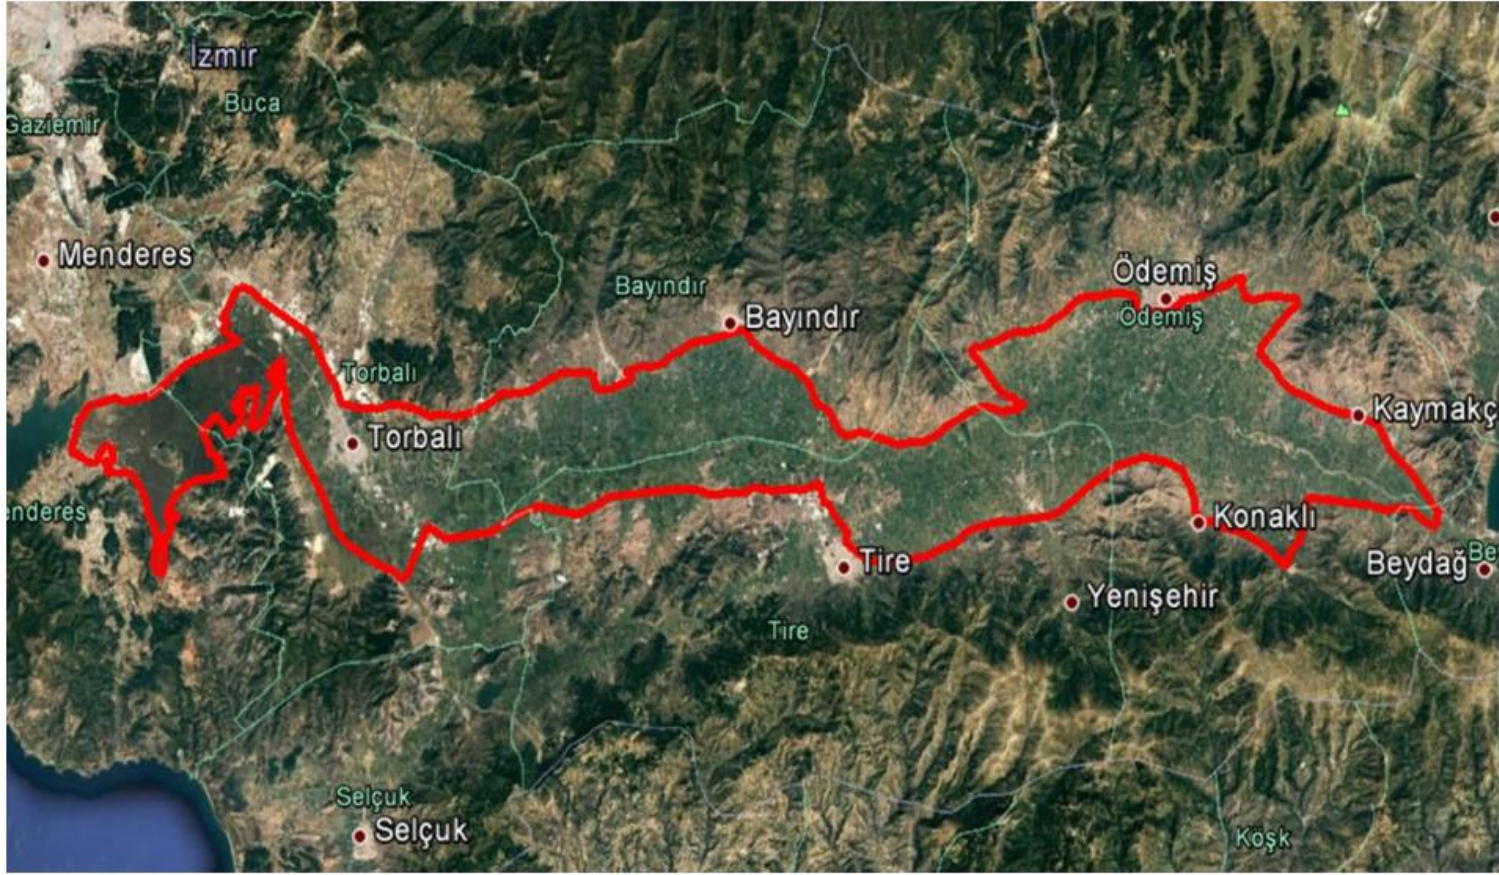 İzmir
Buca
Gaziemir
Menderes
Ödemiş
Bayındır
Bayındır
Ödemiş
Torbalı
Kaymakç
Torbalı
enderes
Konaklı
Be
Beydağ
Tire
Yenişehir
Tire
Selçuk
Selçuk
Köşk